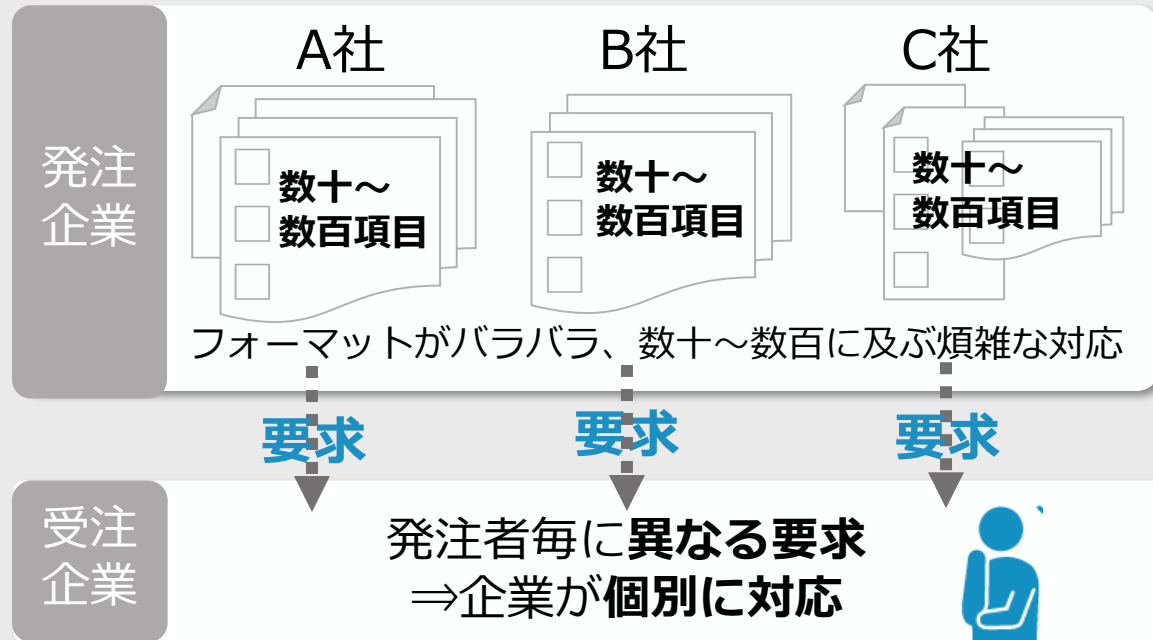 発注
企業
A社
B社
C社
数十～
数百項目
数十～
数百項目
数十～
数百項目
フォーマットがバラバラ、数十～数百に及ぶ煩雑な対応
要求
要求
要求
受注
企業
発注者毎に異なる要求
⇒企業が個別に対応